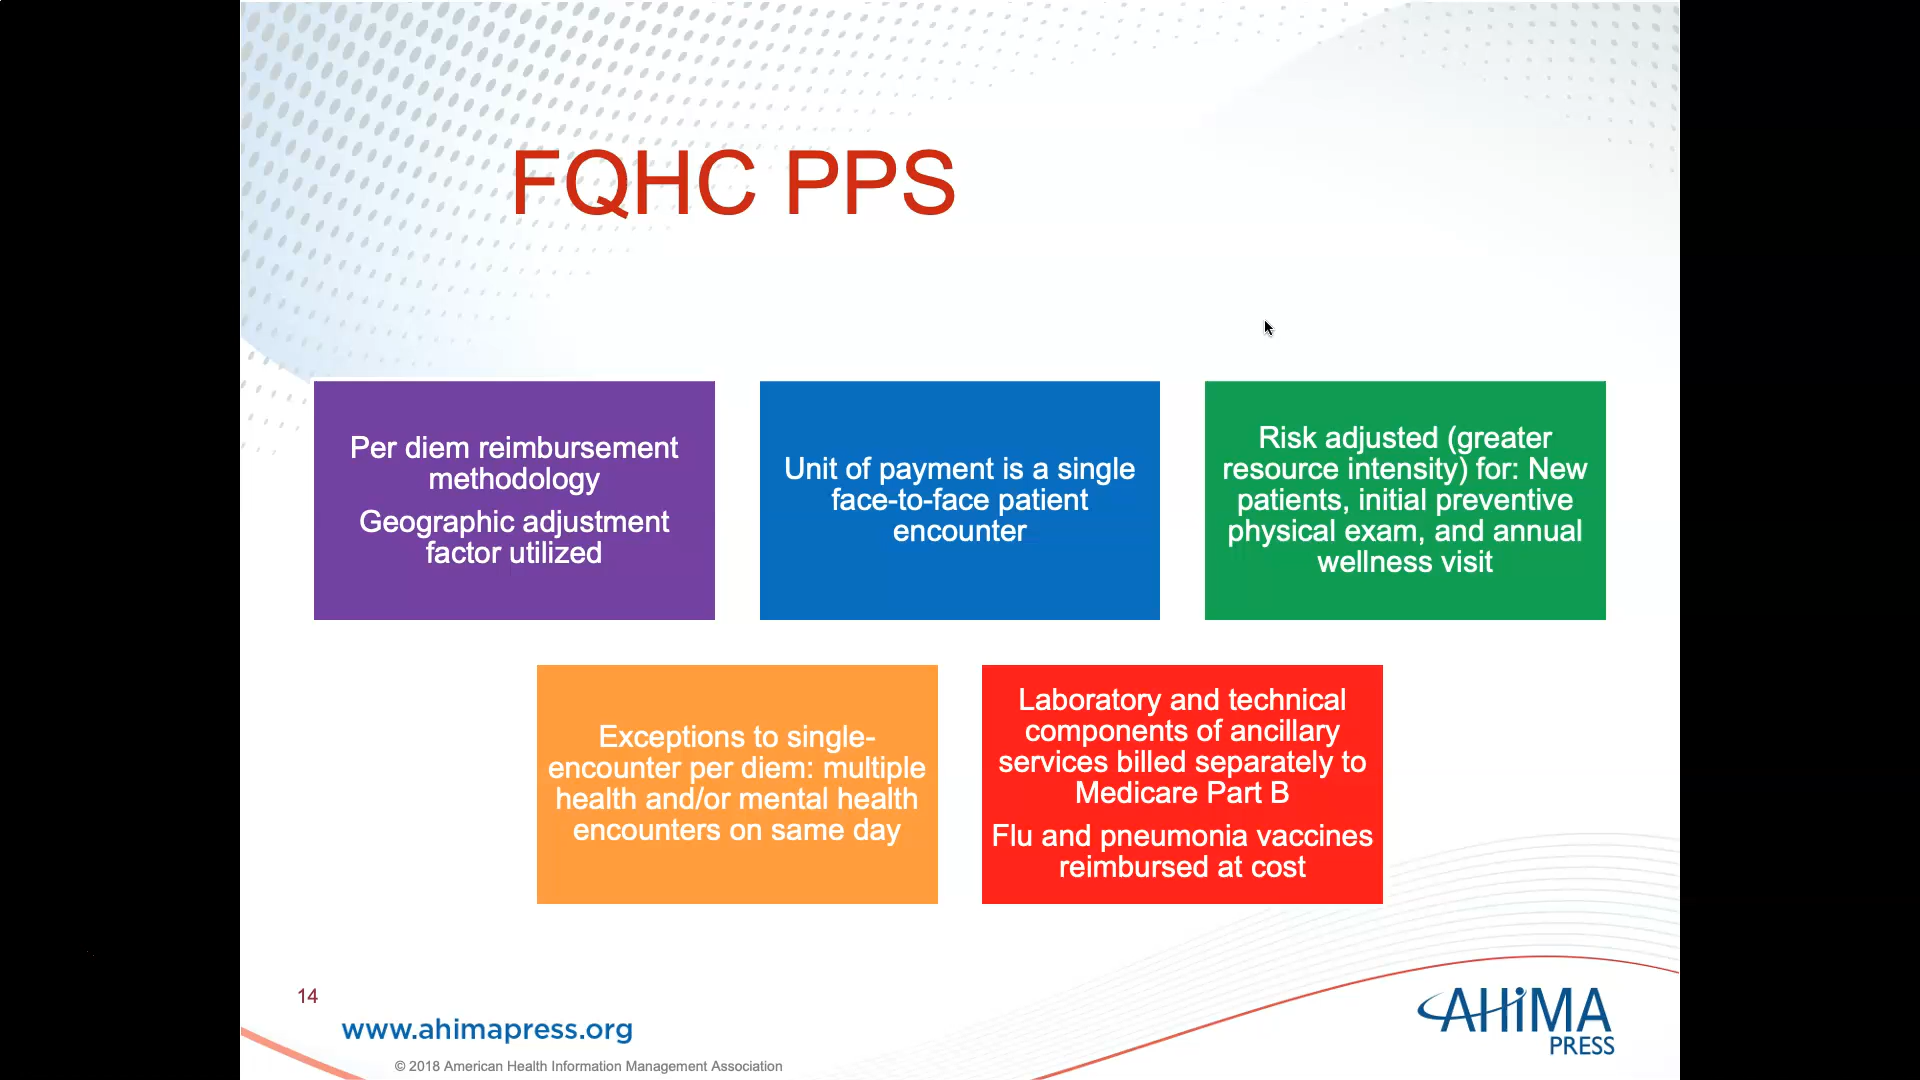 FQHC PPS
Per diem reimbursement
methodology
Geographic adjustment
factor utilized
Unit of payment is a single
face-to-face patient
encounter
Risk adjusted (greater
resource intensity) for: New
patients, initial preventive
physical exam, and annual
wellness visit
Exceptions to single-
encounter per diem: multiple
health and/or mental health
encounters on same day
Laboratory and technical
components of ancillary
services billed separately to
Medicare Part B
Flu and pneumonia vaccines
reimbursed at cost
14
www.ahimapress.org
© 2018 American Health Information Management Association
AHiMA
PRESS